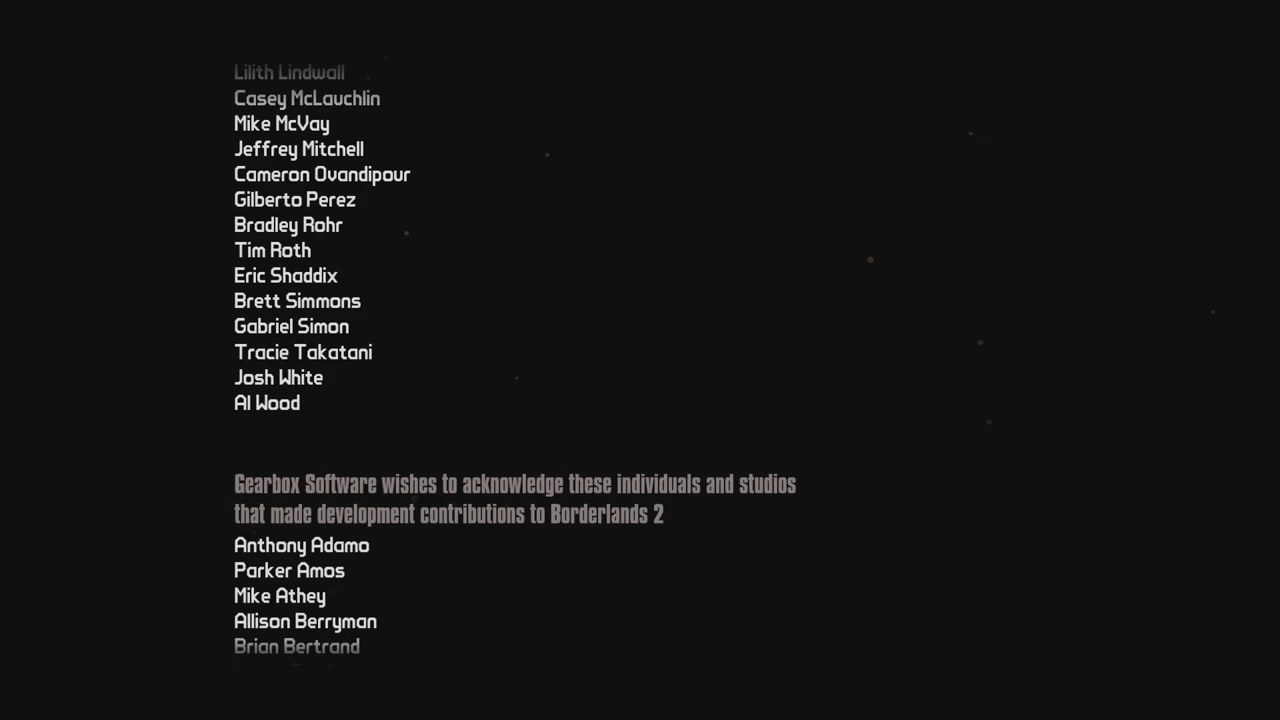 Lilith Lindwall
Casey McLauchlin
Mike McVay
Jeffrey Mitchell
Cameron Ovandipour
Gilberto Perez
Bradley Rohr
Tim Roth
Eric Shaddix
Brett Simmons
Gabriel Simon
Tracie Takatani
Josh White
Al Wood
Gearbox Software wishes to acknowledge these individuals and studios
that made development contributions to Borderlands 2
Anthony Adamo
Parker Amos
Mike Athey
Allison Berryman
Brian Bertrand